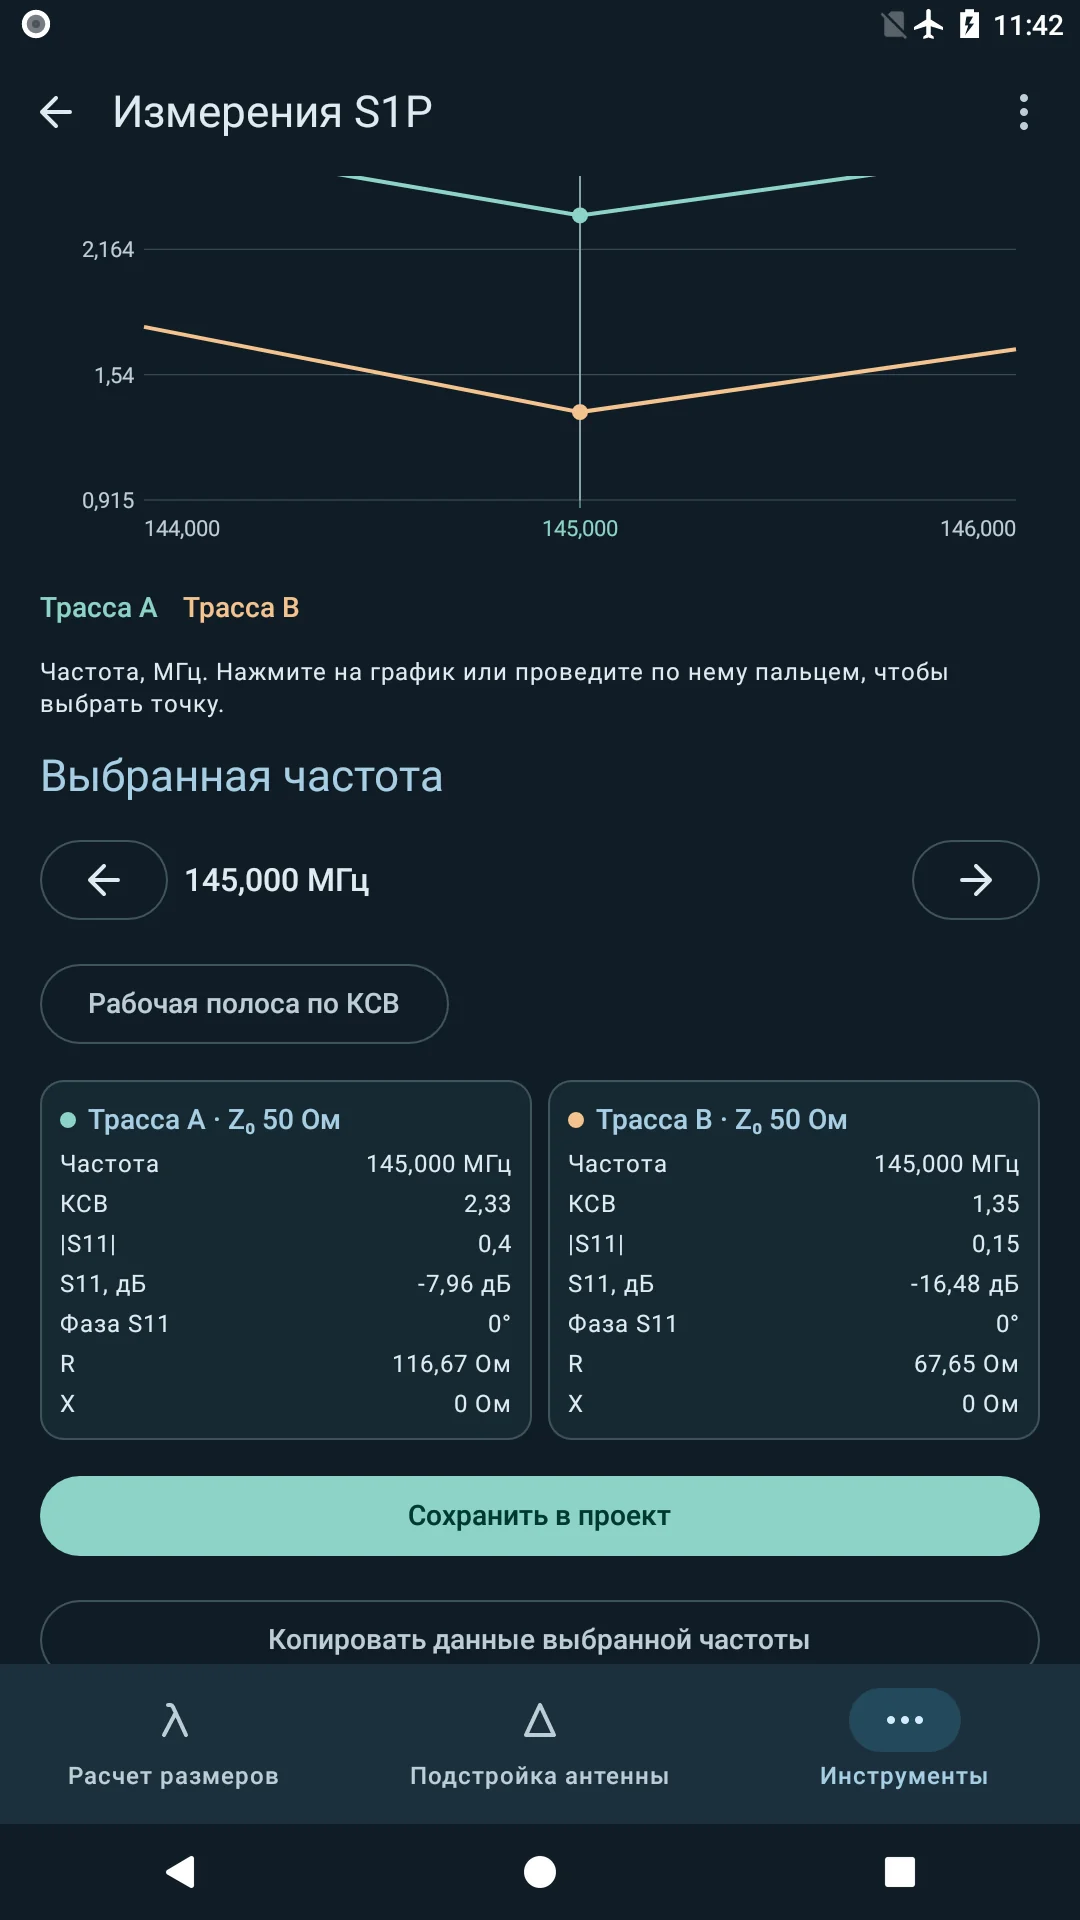 11:42
Измерения S1P
2,164
1,54
0,915
144,000 145,000 146,000
Трасса A Трасса B
Частота, МГц. Нажмите на график или проведите по нему пальцем, чтобы
выбрать точку.
Выбранная частота
145,000 МГц
Рабочая полоса по КСВ
Трасса A · Z₀ 50 Ом
Частота 145,000 МГц
КСВ 2,33
|S11| 0,4
S11, дБ -7,96 дБ
Фаза S11 0°
R 116,67 Ом
X 0 Ом
Трасса B · Z₀ 50 Ом
Частота 145,000 МГц
КСВ 1,35
|S11| 0,15
S11, дБ -16,48 дБ
Фаза S11 0°
R 67,65 Ом
X 0 Ом
Сохранить в проект
Копировать данные выбранной частоты
Расчет размеров
Подстройка антенны
Инструменты